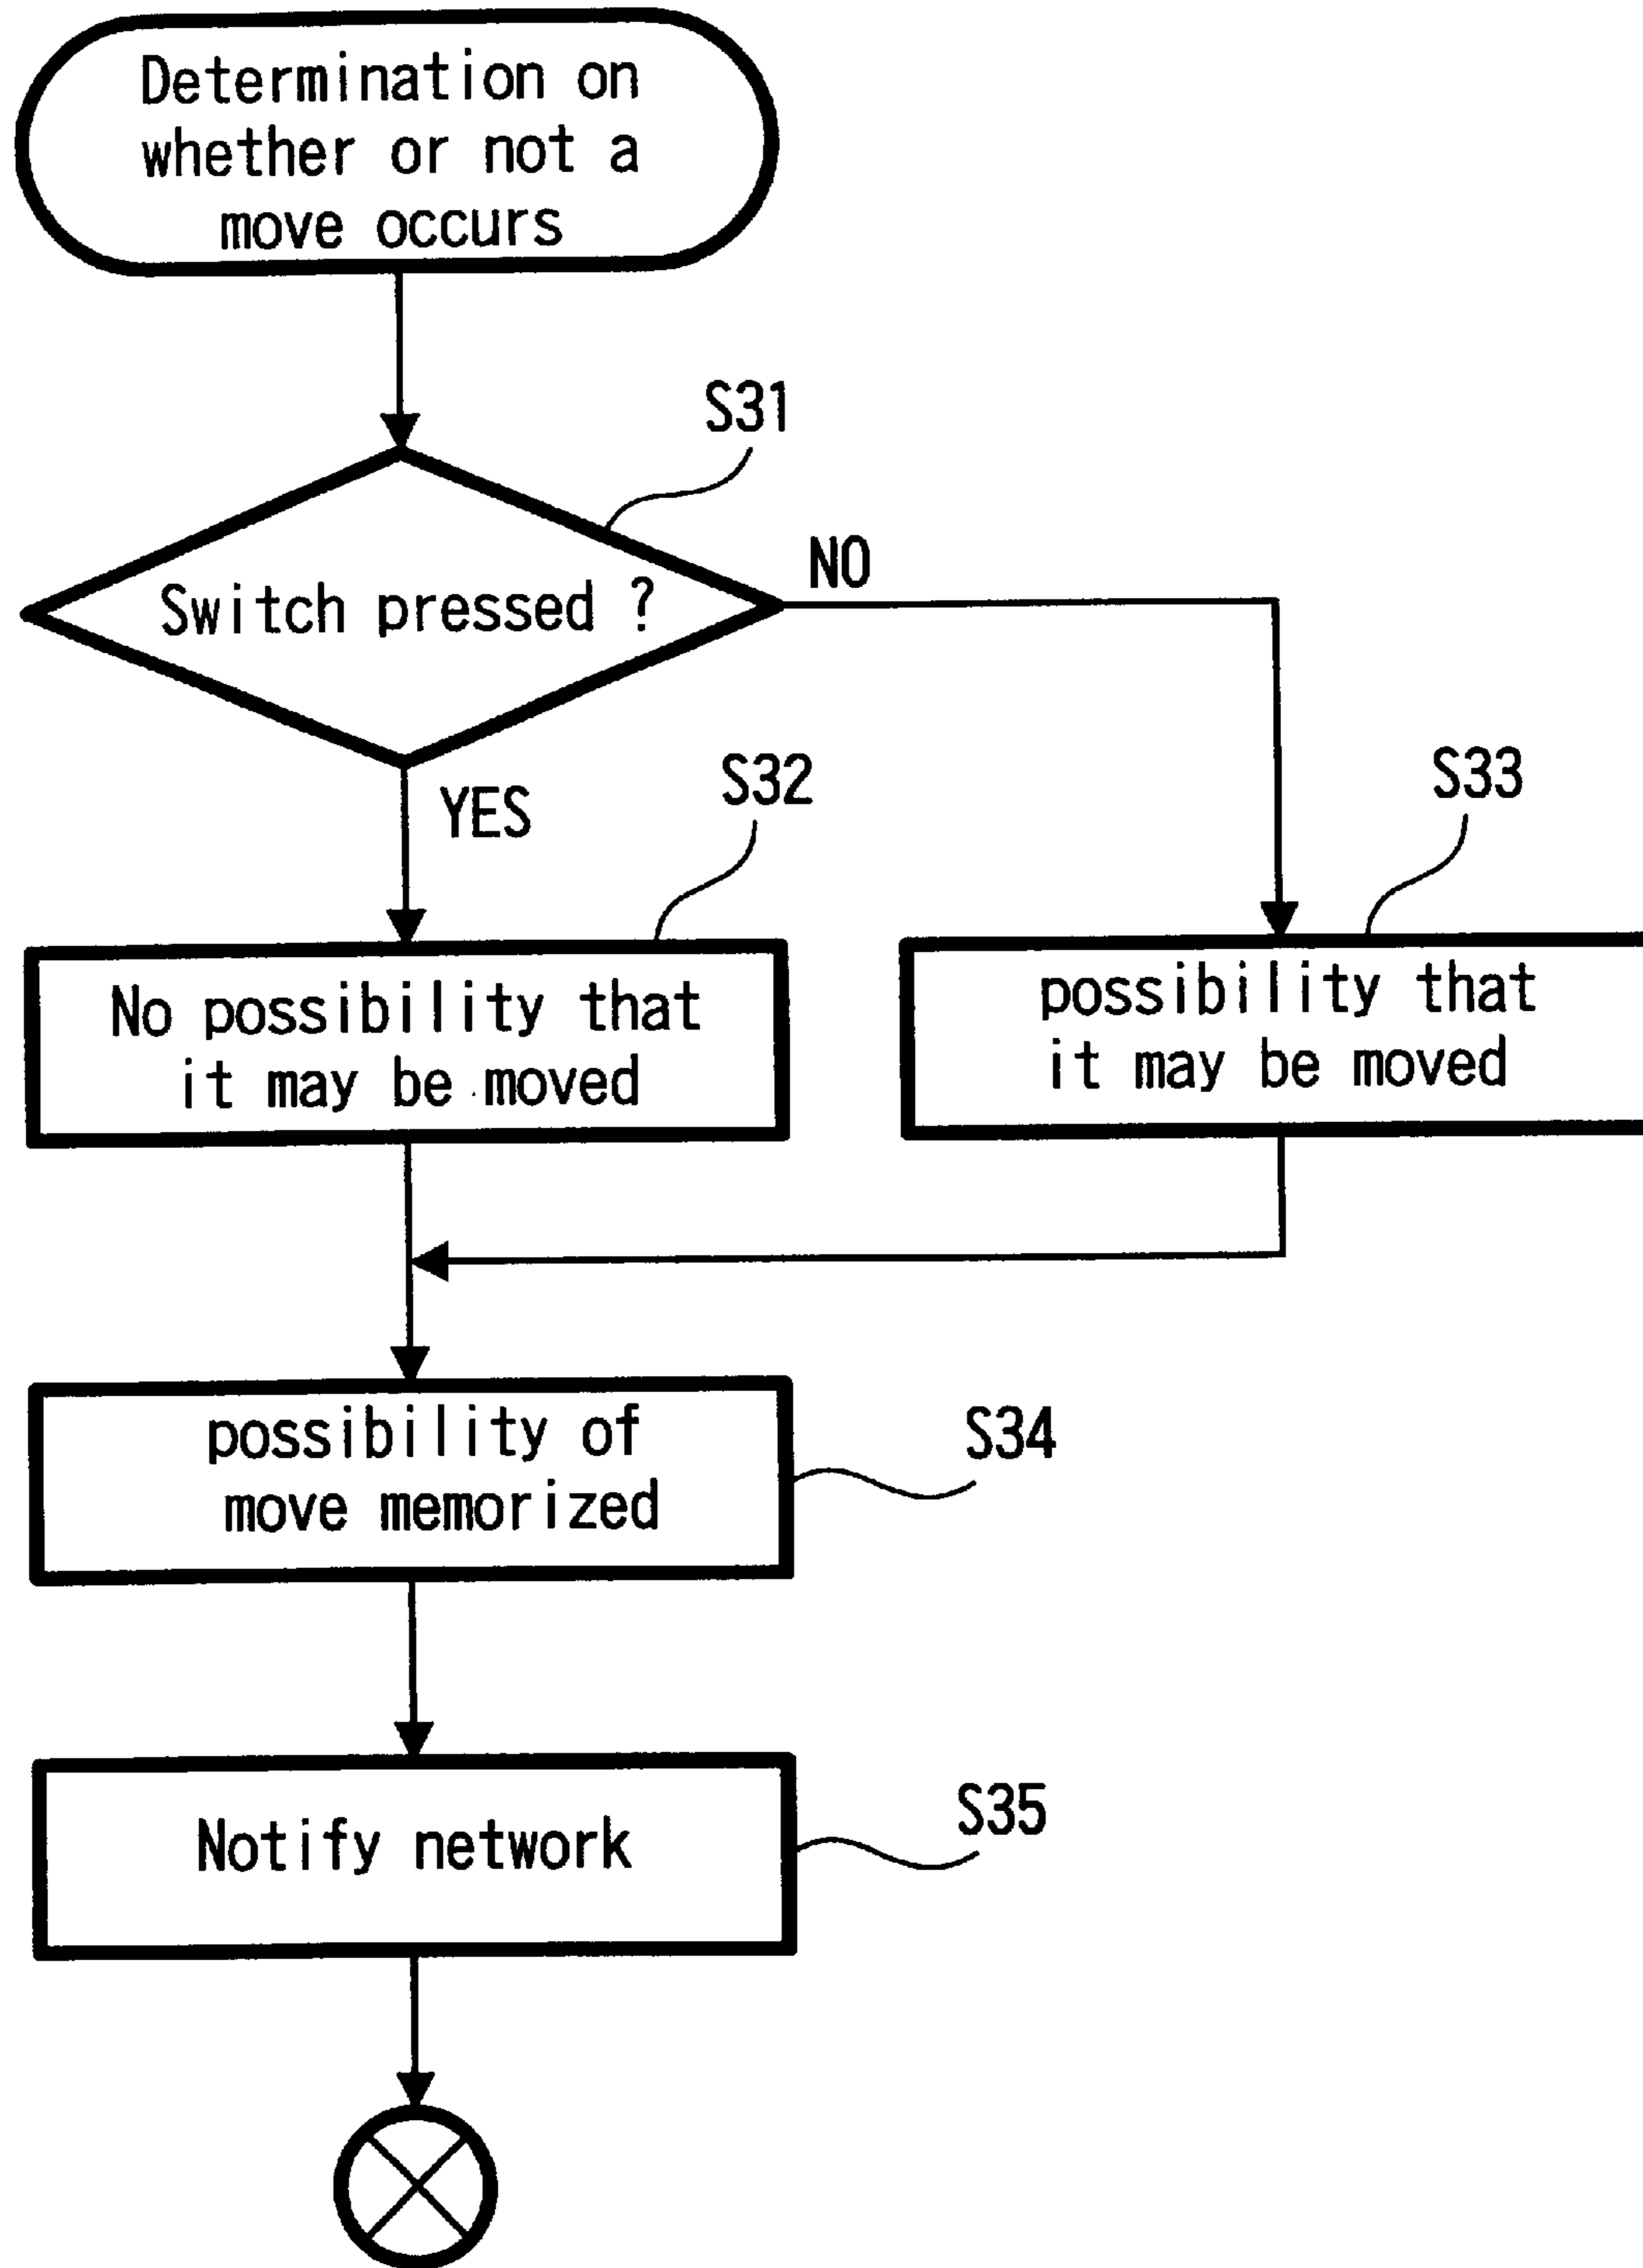 Determination on
whether or not a
move occurs
S31
Switch pressed ?
NO
YES
S32
S33
No possibility that
it may be moved
possibility that
it may be moved
possibility of
move memorized
S34
Notify network
S35